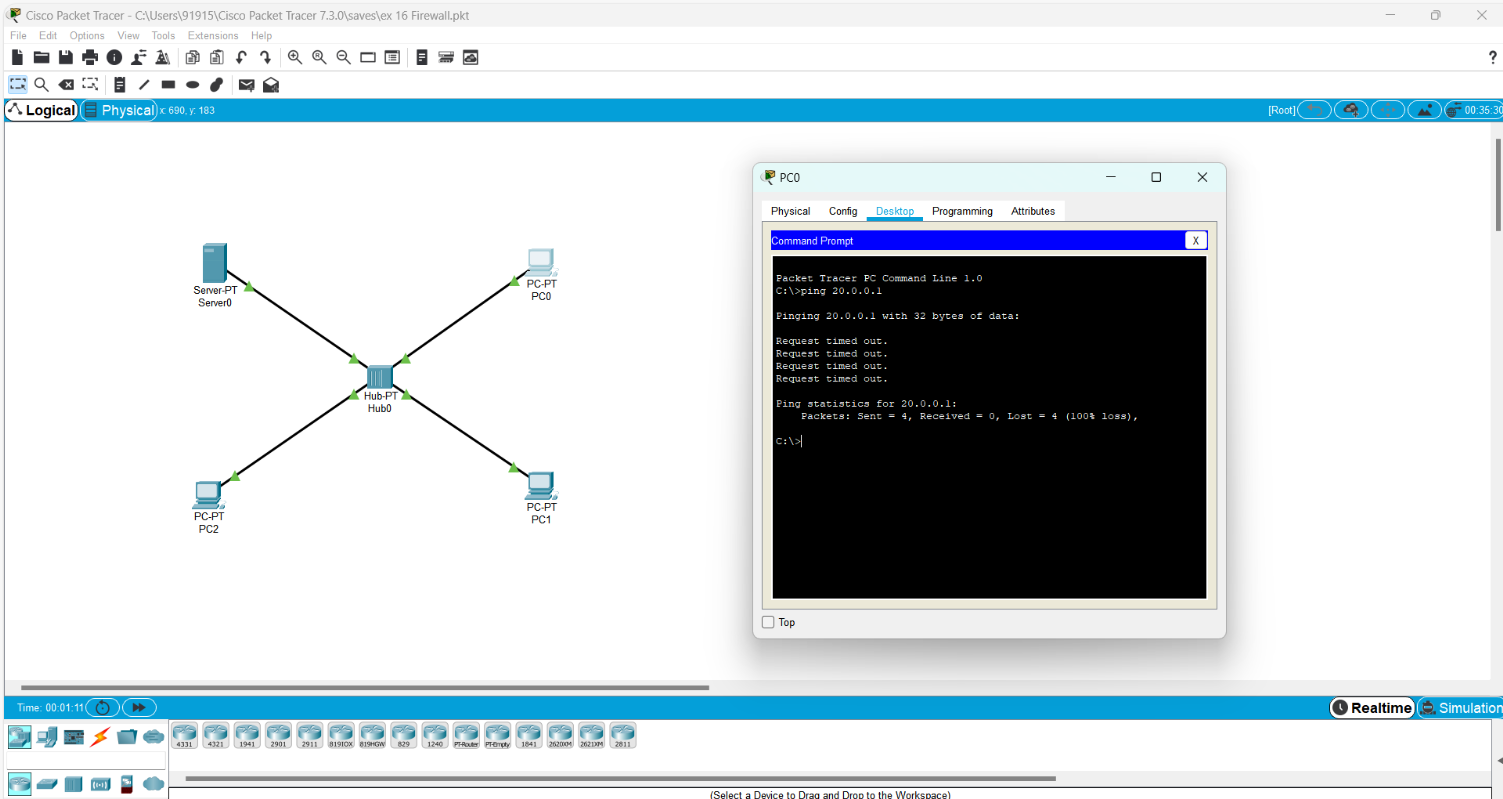 Cisco Packet Tracer - C:\Users\91915\Cisco Packet Tracer 7.3.0\saves\ex 16 Firewall.pkt
File Edit Options View Tools Extensions Help
?
Logical Physical x: 690, y: 183 [Root] 00:35:30
PC0
Physical Config Desktop Programming Attributes
Command Prompt X
Packet Tracer PC Command Line 1.0
C:\>ping 20.0.0.1
Pinging 20.0.0.1 with 32 bytes of data:
Request timed out.
Request timed out.
Request timed out.
Request timed out.
Ping statistics for 20.0.0.1:
Packets: Sent = 4, Received = 0, Lost = 4 (100% loss),
C:\>
Top
Server-PT
Server0
PC-PT
PC0
Hub-PT
Hub0
PC-PT
PC2
PC-PT
PC1
Time: 00:01:11 Realtime Simulation
4331 4321 1941 2901 2911 819IOX 819HGW 829 1240 PT-Router PT-Empty 1841 2620XM 2621XM 2811
(Select a Device to Drag and Drop to the Workspace)